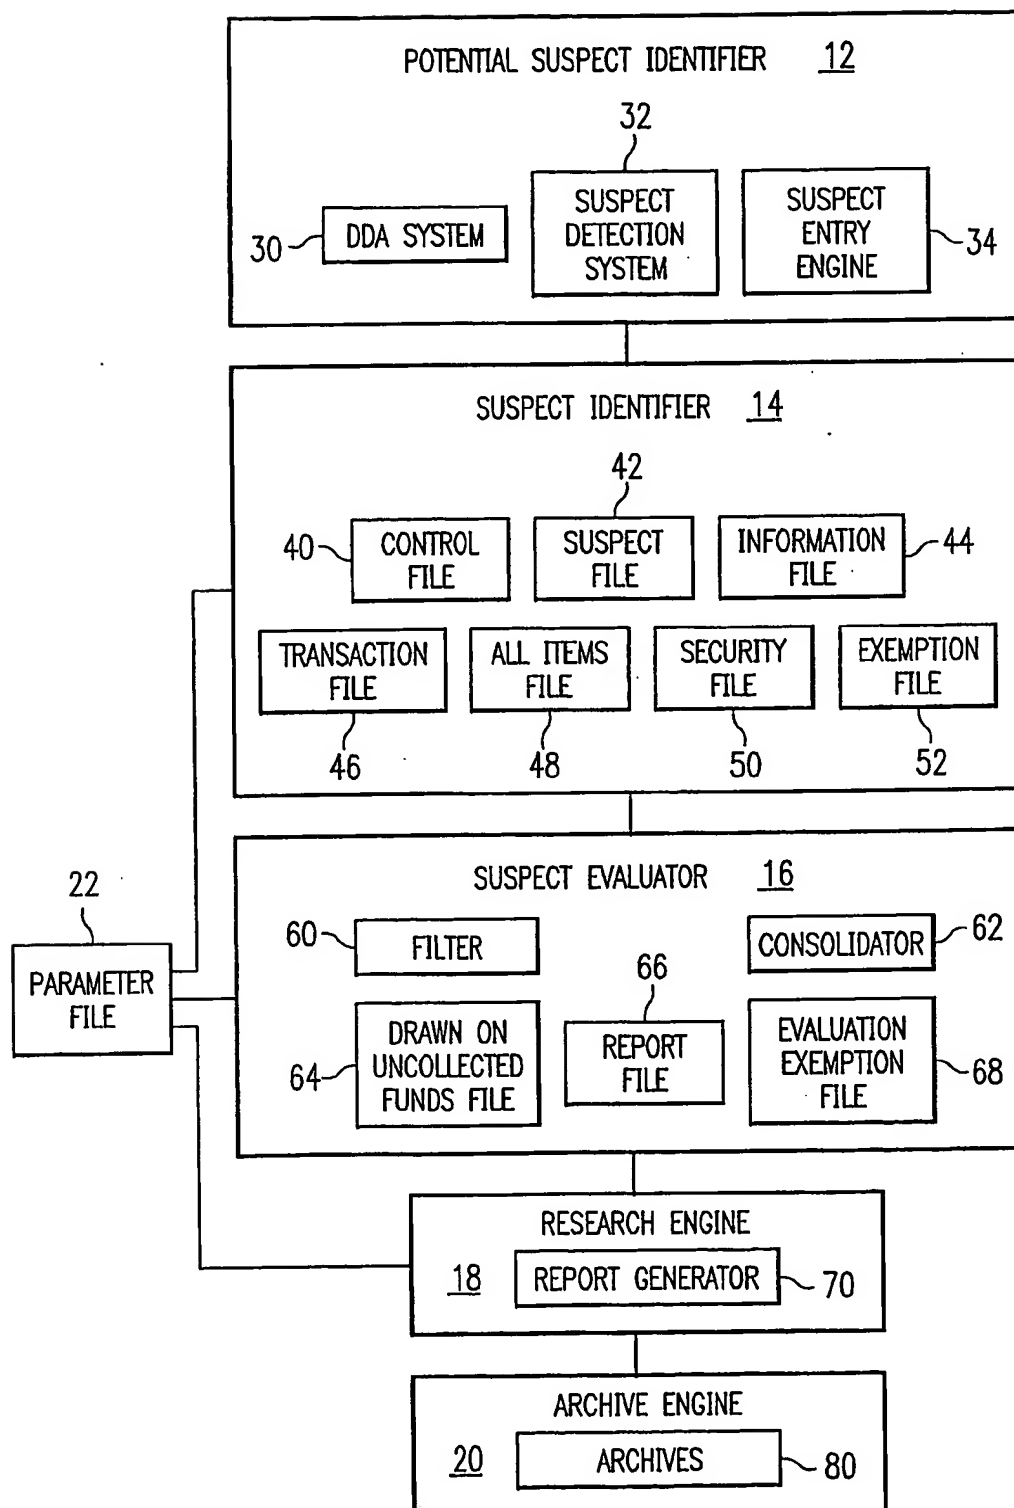 POTENTIAL SUSPECT IDENTIFIER 12
32
30
DDA SYSTEM
SUSPECT
DETECTION
SYSTEM
SUSPECT
ENTRY
ENGINE
34
SUSPECT IDENTIFIER 14
42
40
CONTROL
FILE
SUSPECT
FILE
INFORMATION
FILE
44
TRANSACTION
FILE
ALL ITEMS
FILE
SECURITY
FILE
EXEMPTION
FILE
46
48
50
52
22
PARAMETER
FILE
SUSPECT EVALUATOR 16
60
FILTER
CONSOLIDATOR
62
66
64
DRAWN ON
UNCOLLECTED
FUNDS FILE
REPORT
FILE
EVALUATION
EXEMPTION
FILE
68
RESEARCH ENGINE
18
REPORT GENERATOR
70
ARCHIVE ENGINE
20
ARCHIVES
80